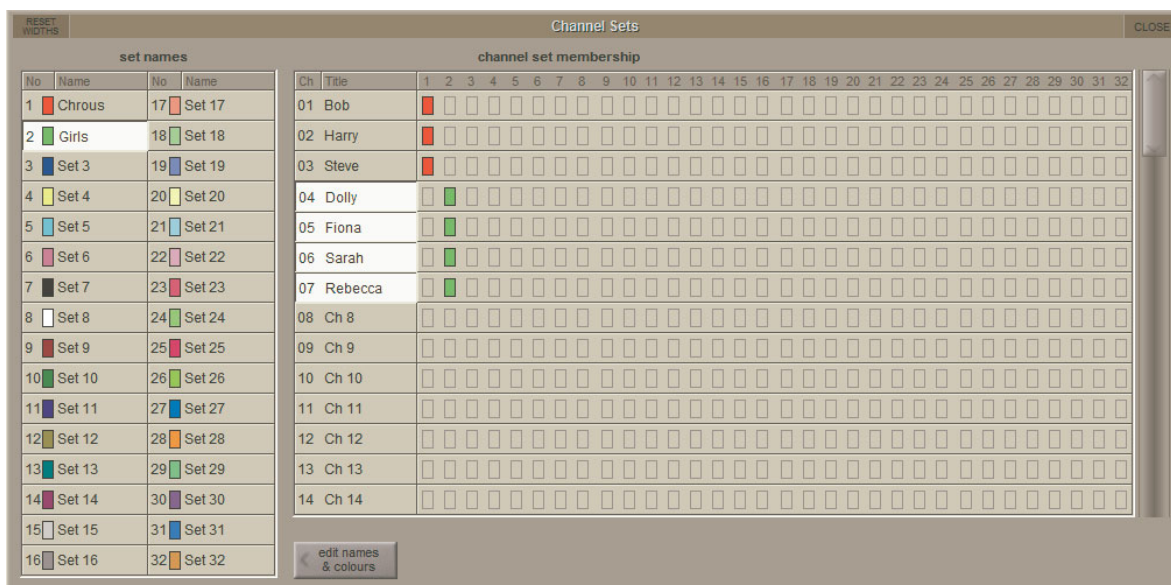 RESET
WIDTHS
Channel Sets
CLOSE
set names
channel set membership
No Name No Name
Ch Title 1 2 3 4 5 6 7 8 9 10 11 12 13 14 15 16 17 18 19 20 21 22 23 24 25 26 27 28 29 30 31 32
1 Chrous 17 Set 17
01 Bob
2 Girls 18 Set 18
02 Harry
3 Set 3 19 Set 19
03 Steve
4 Set 4 20 Set 20
04 Dolly
5 Set 5 21 Set 21
05 Fiona
6 Set 6 22 Set 22
06 Sarah
7 Set 7 23 Set 23
07 Rebecca
8 Set 8 24 Set 24
08 Ch 8
9 Set 9 25 Set 25
09 Ch 9
10 Set 10 26 Set 26
10 Ch 10
11 Set 11 27 Set 27
11 Ch 11
12 Set 12 28 Set 28
12 Ch 12
13 Set 13 29 Set 29
13 Ch 13
14 Set 14 30 Set 30
14 Ch 14
15 Set 15 31 Set 31
16 Set 16 32 Set 32
edit names
& colours